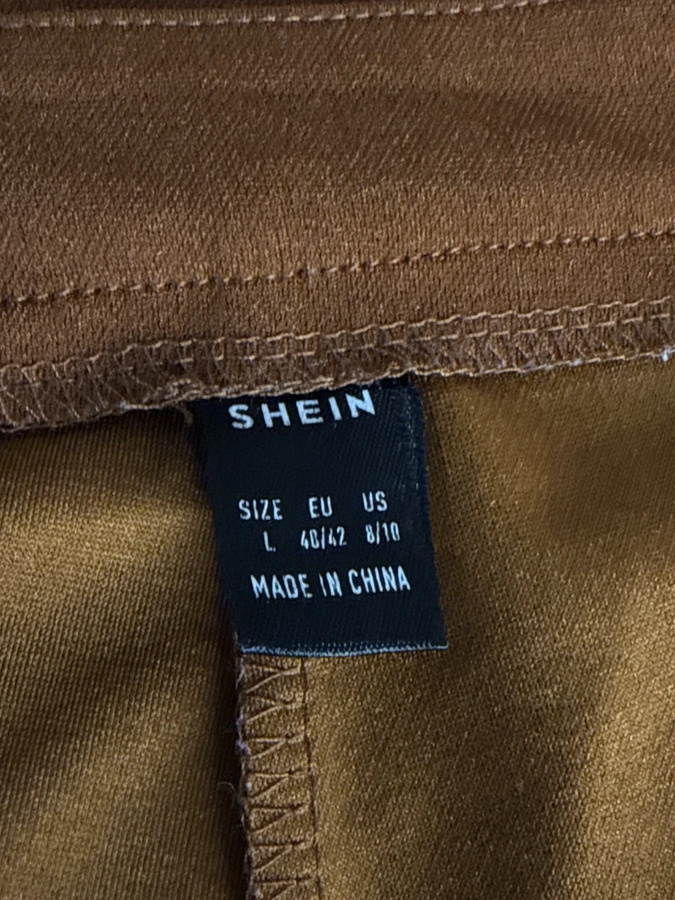 SHEIN
SIZE EU US
L 40/42 8/10
MADE IN CHINA